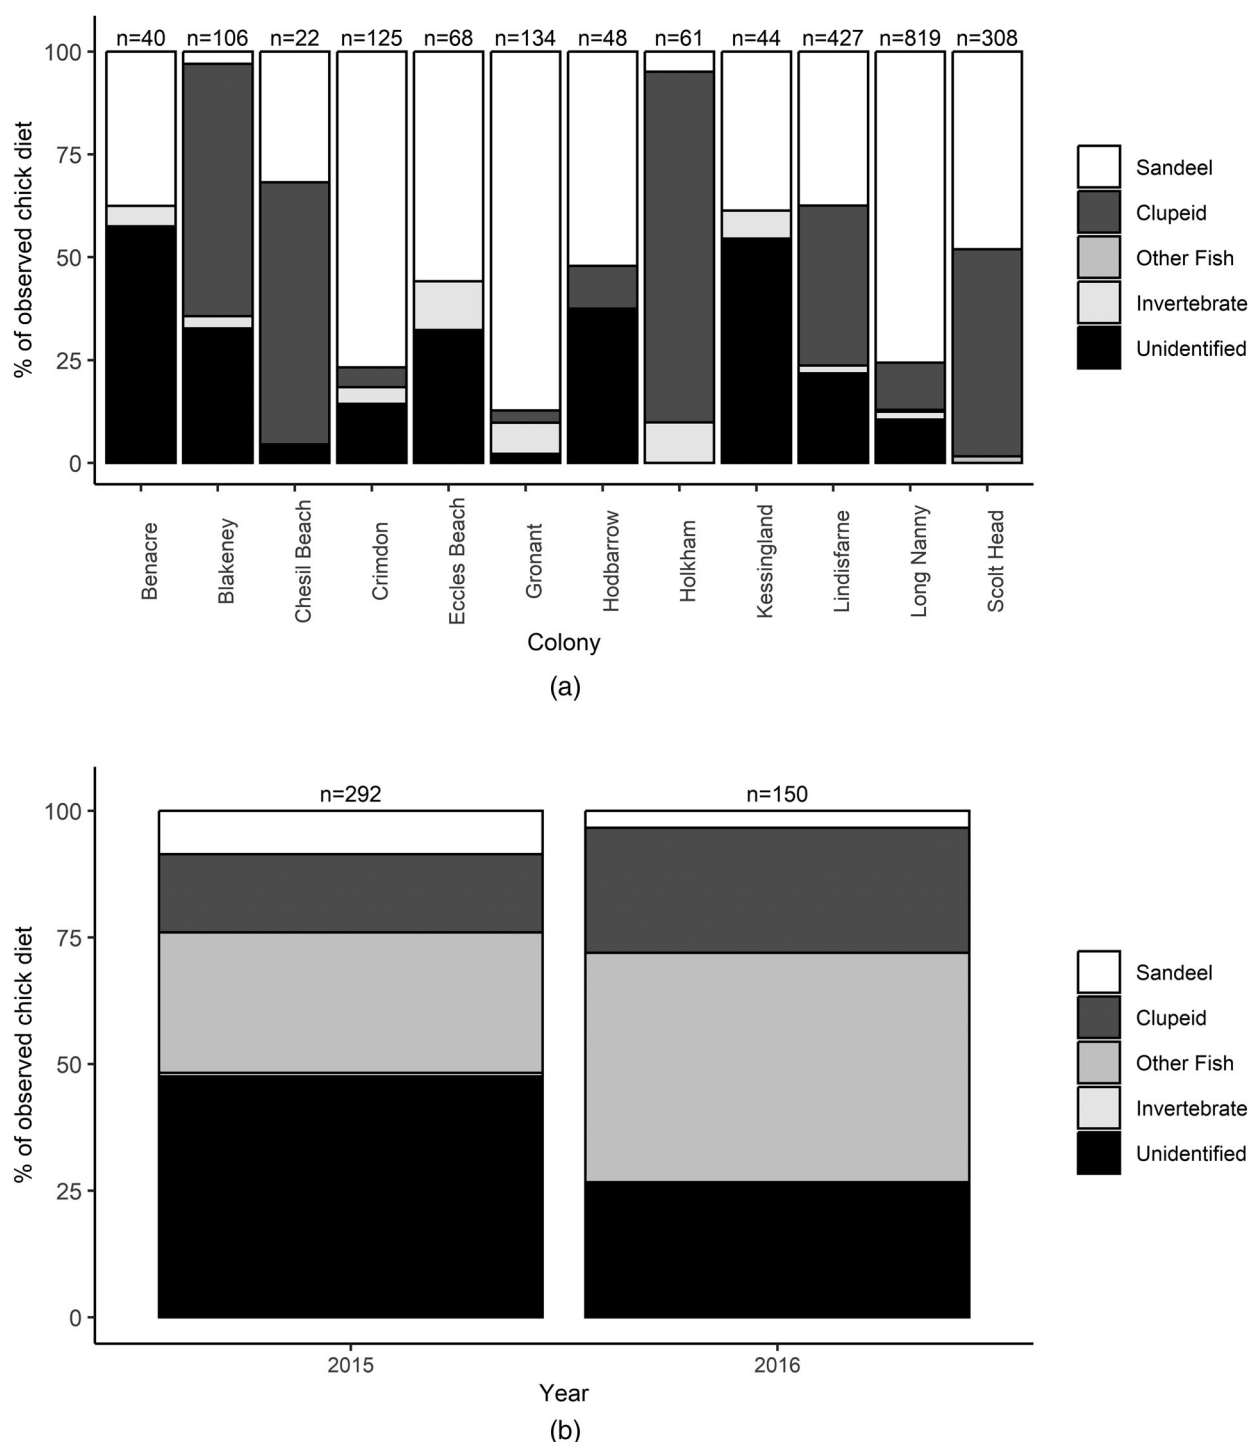 n=40 n=106 n=22 n=125 n=68 n=134 n=48 n=61 n=44 n=427 n=819 n=308
100
75
50
25
0
% of observed chick diet
Sandeel
Clupeid
Other Fish
Invertebrate
Unidentified
Benacre
Blakeney
Chesil Beach
Crimdon
Eccles Beach
Gronant
Hodbarrow
Holkham
Kessingland
Lindisfarne
Long Nanny
Scolt Head
Colony
(a)
n=292 n=150
100
75
50
25
0
% of observed chick diet
Sandeel
Clupeid
Other Fish
Invertebrate
Unidentified
2015 2016
Year
(b)